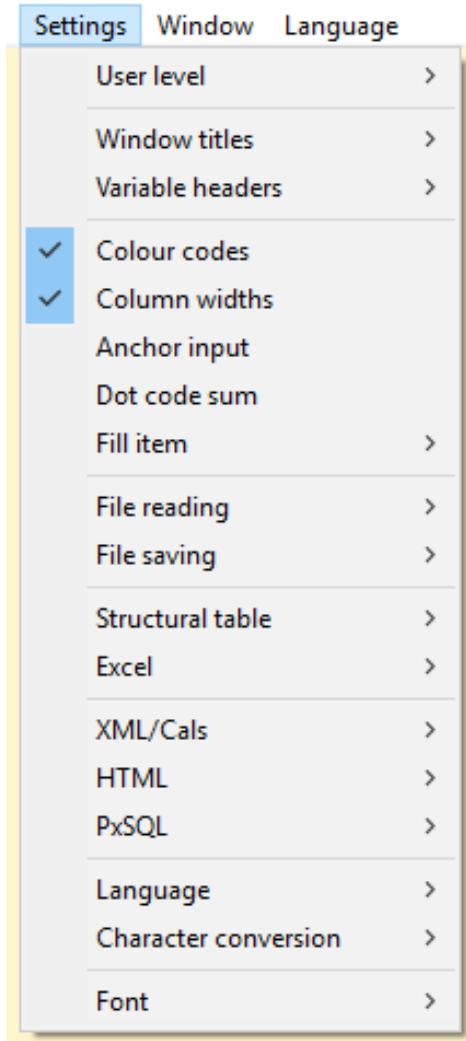 Settings Window Language
User level
Window titles
Variable headers
Colour codes
Column widths
Anchor input
Dot code sum
Fill item
File reading
File saving
Structural table
Excel
XML/Cals
HTML
PxSQL
Language
Character conversion
Font